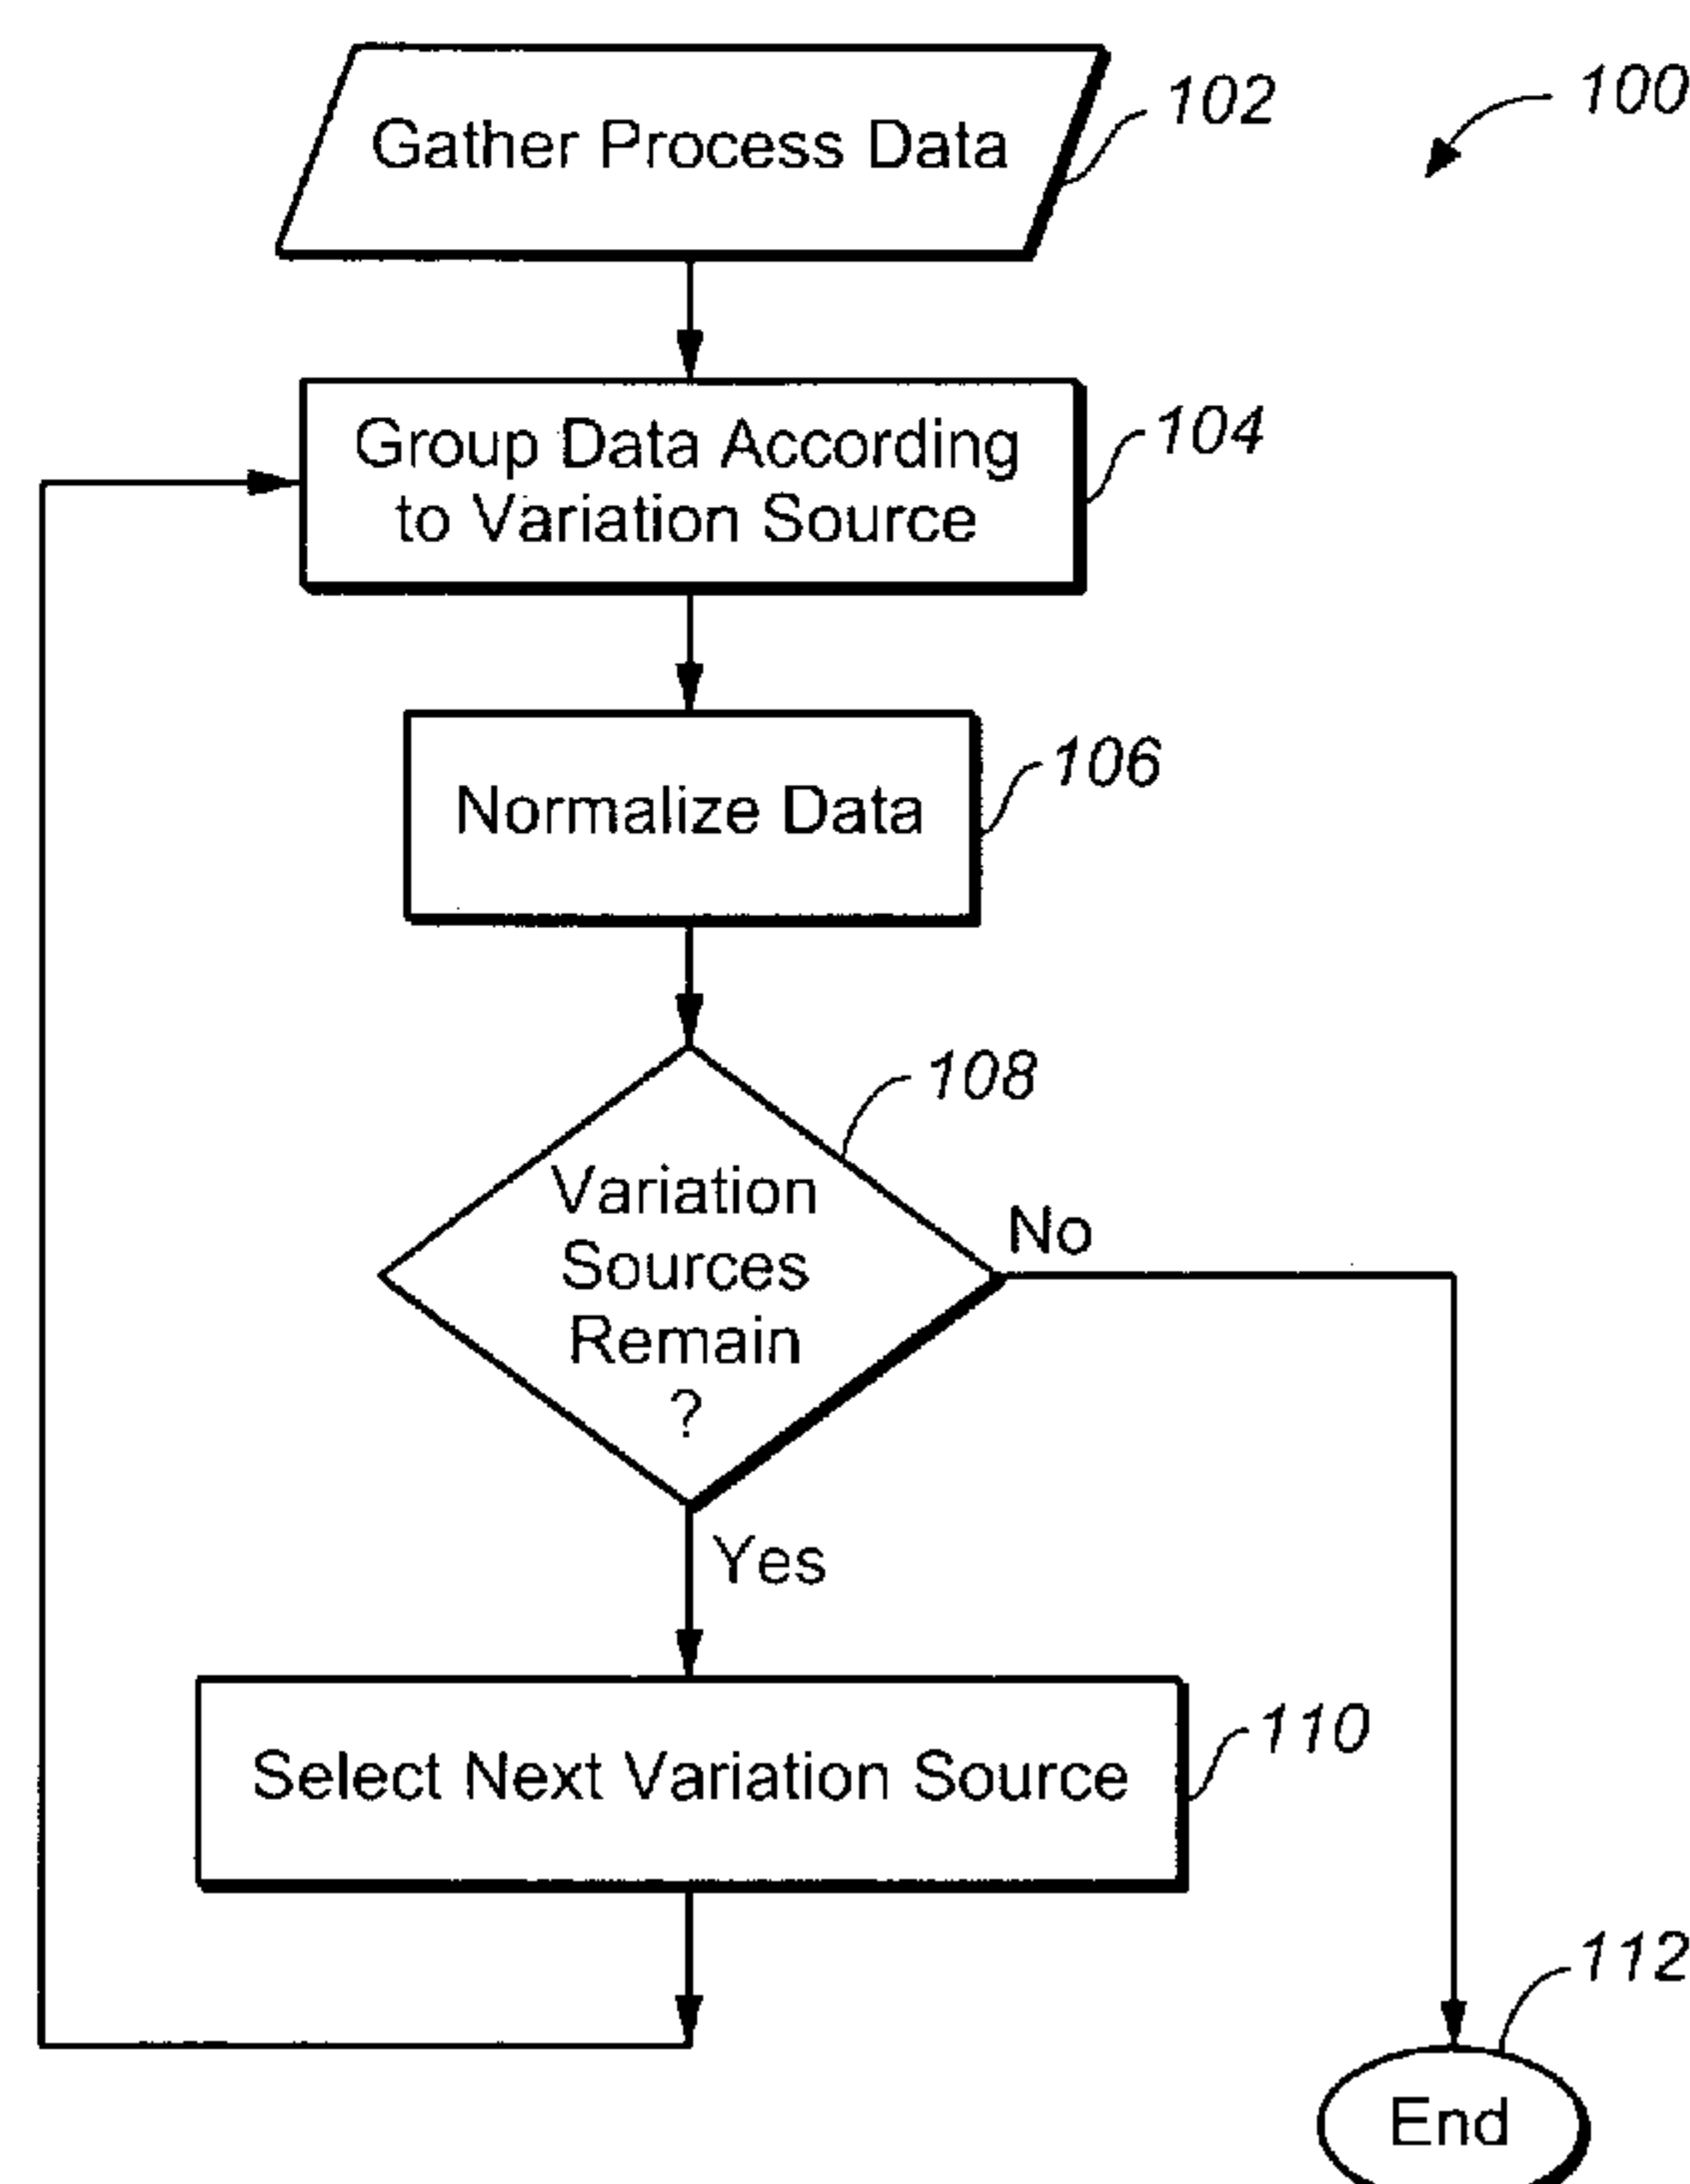 Gather Process Data
102
100
Group Data According
to Variation Source
104
Normalize Data
106
Variation
Sources
Remain
?
108
No
Yes
Select Next Variation Source
110
112
End